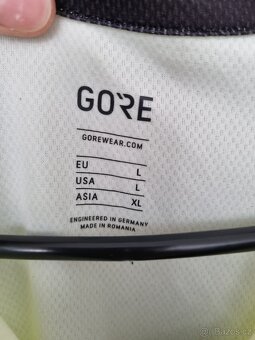 GORE
GOREWEAR.COM
EU L
USA L
ASIA XL
ENGINEERED IN GERMANY
MADE IN ROMANIA